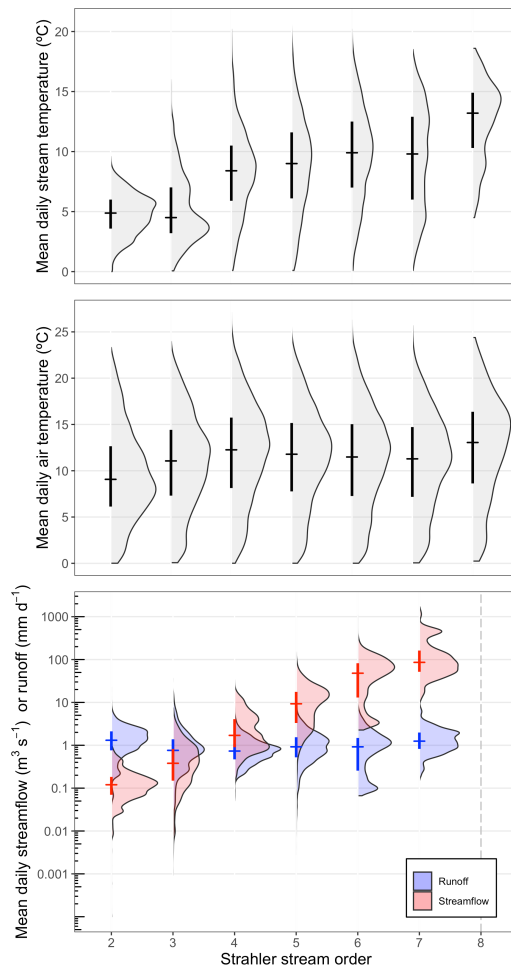 Mean daily stream temperature (ºC)
20
15
10
5
0
Mean daily air temperature (ºC)
25
20
15
10
5
0
Mean daily streamflow (m³ s⁻¹) or runoff (mm d⁻¹)
1000
100
10
1
0.1
0.01
0.001
Runoff
Streamflow
2 3 4 5 6 7 8
Strahler stream order